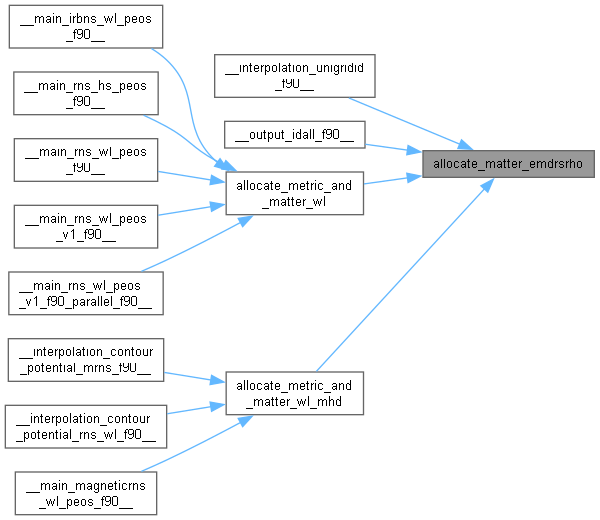 __main_irbns_wl_peos
_f90__
__main_rns_hs_peos
_f90__
__main_rns_wl_peos
_f90__
__main_rns_wl_peos
_v1_f90__
__main_rns_wl_peos
_v1_f90_parallel_f90__
__interpolation_contour
_potential_mrns_f90__
__interpolation_contour
_potential_rns_wl_f90__
__main_magneticrns
_wl_peos_f90__
__interpolation_unigridid
_f90__
__output_idall_f90__
allocate_metric_and
_matter_wl
allocate_metric_and
_matter_wl_mhd
allocate_matter_emdrsrho